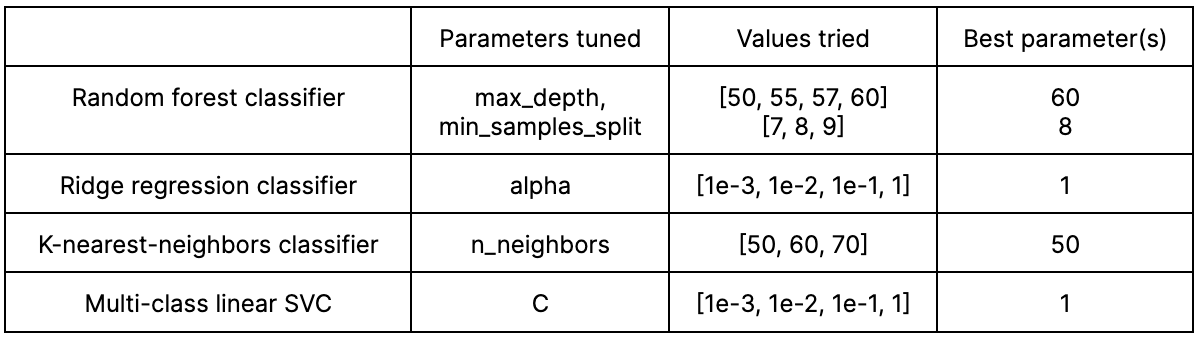 Parameters tuned Values tried Best parameter(s)
Random forest classifier max_depth, [50, 55, 57, 60] 60
min_samples_split [7, 8, 9] 8
Ridge regression classifier alpha [1e-3, 1e-2, 1e-1, 1] 1
K-nearest-neighbors classifier n_neighbors [50, 60, 70] 50
Multi-class linear SVC C [1e-3, 1e-2, 1e-1, 1] 1